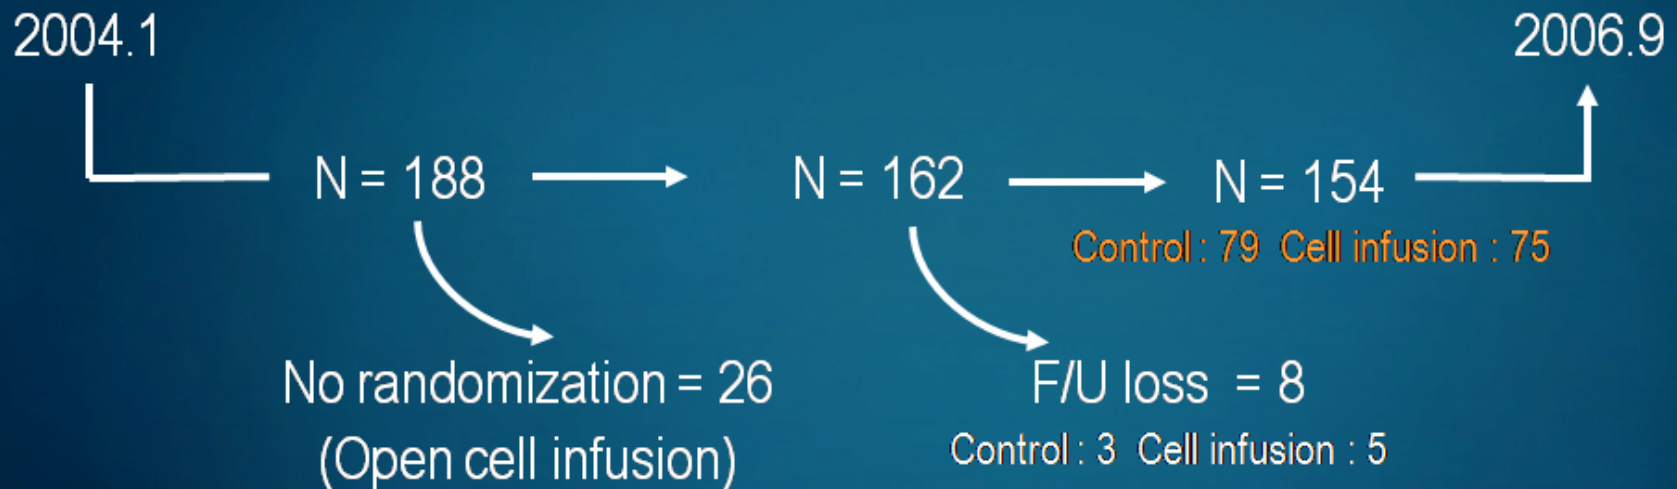 2004.1
2006.9
N = 188
N = 162
N = 154
Control : 79 Cell infusion : 75
No randomization = 26
(Open cell infusion)
F/U loss = 8
Control : 3 Cell infusion : 5